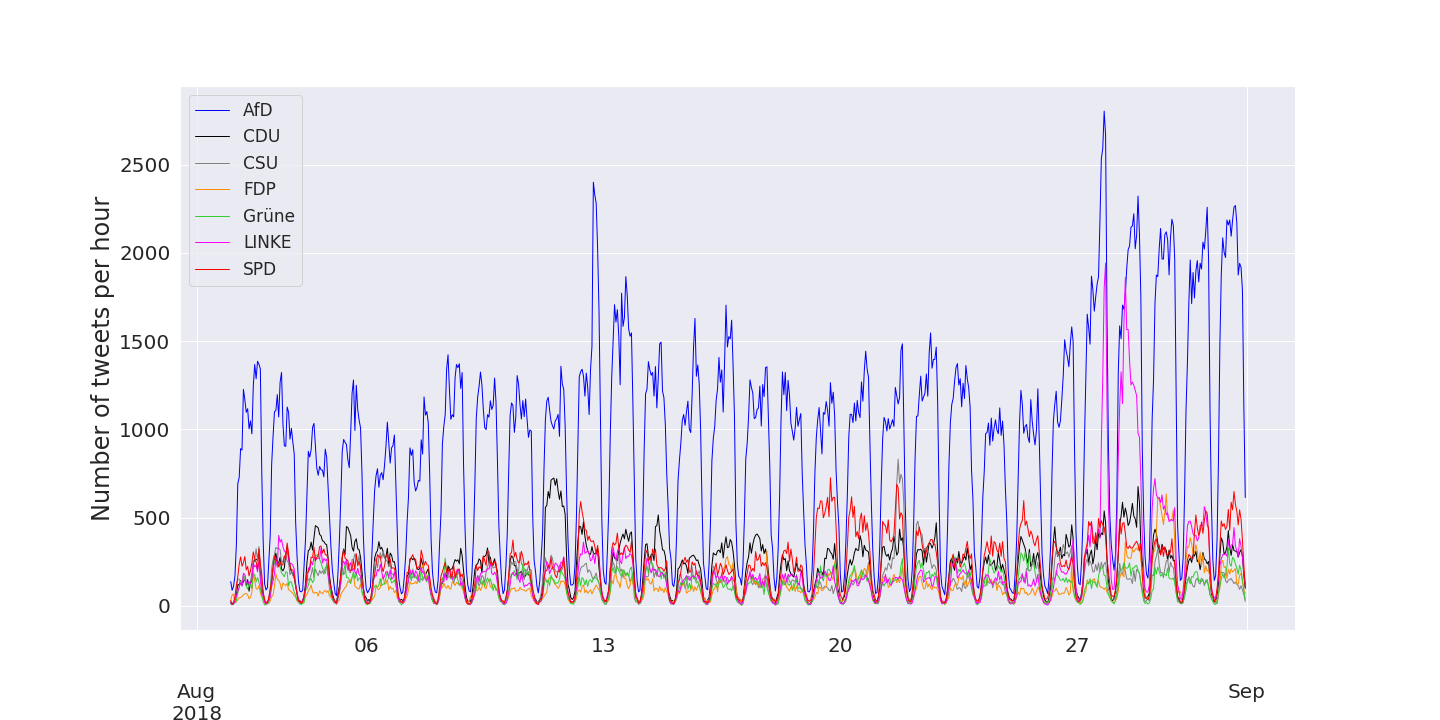 AfD
CDU
CSU
FDP
Grüne
LINKE
SPD
Number of tweets per hour
2500
2000
1500
1000
500
0
06 13 20 27
Aug Sep
2018